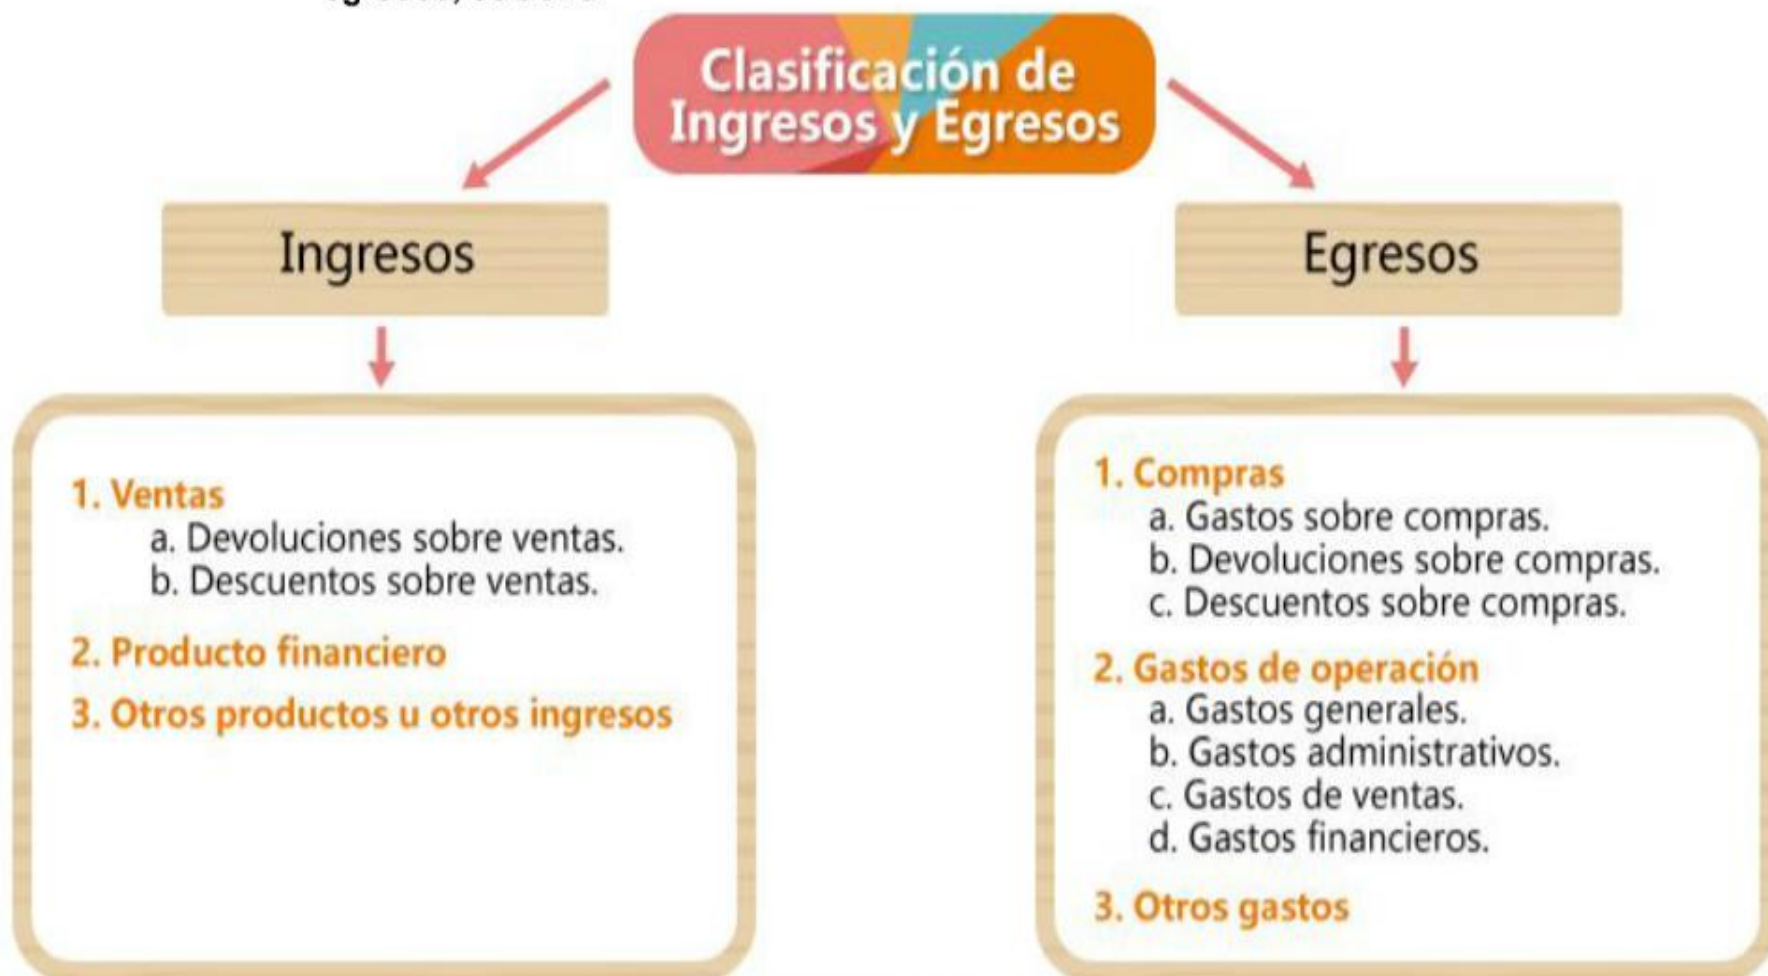 Clasificación de
Ingresos y Egresos
Ingresos
1. Ventas
a. Devoluciones sobre ventas.
b. Descuentos sobre ventas.
2. Producto financiero
3. Otros productos u otros ingresos
Egresos
1. Compras
a. Gastos sobre compras.
b. Devoluciones sobre compras.
c. Descuentos sobre compras.
2. Gastos de operación
a. Gastos generales.
b. Gastos administrativos.
c. Gastos de ventas.
d. Gastos financieros.
3. Otros gastos